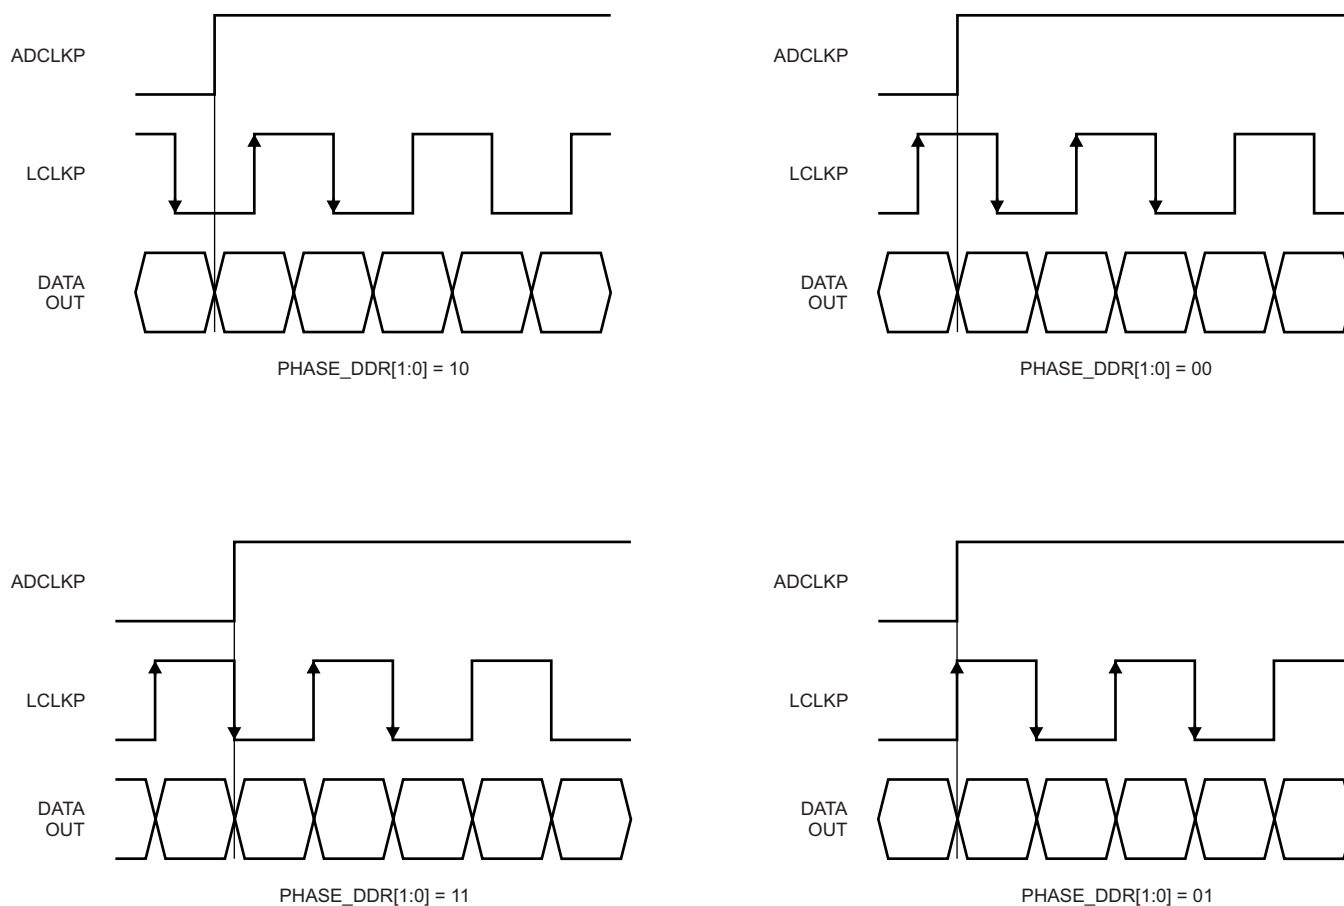 ADCLKP
LCLKP
DATA
OUT
PHASE_DDR[1:0] = 10
ADCLKP
LCLKP
DATA
OUT
PHASE_DDR[1:0] = 00
ADCLKP
LCLKP
DATA
OUT
PHASE_DDR[1:0] = 11
ADCLKP
LCLKP
DATA
OUT
PHASE_DDR[1:0] = 01